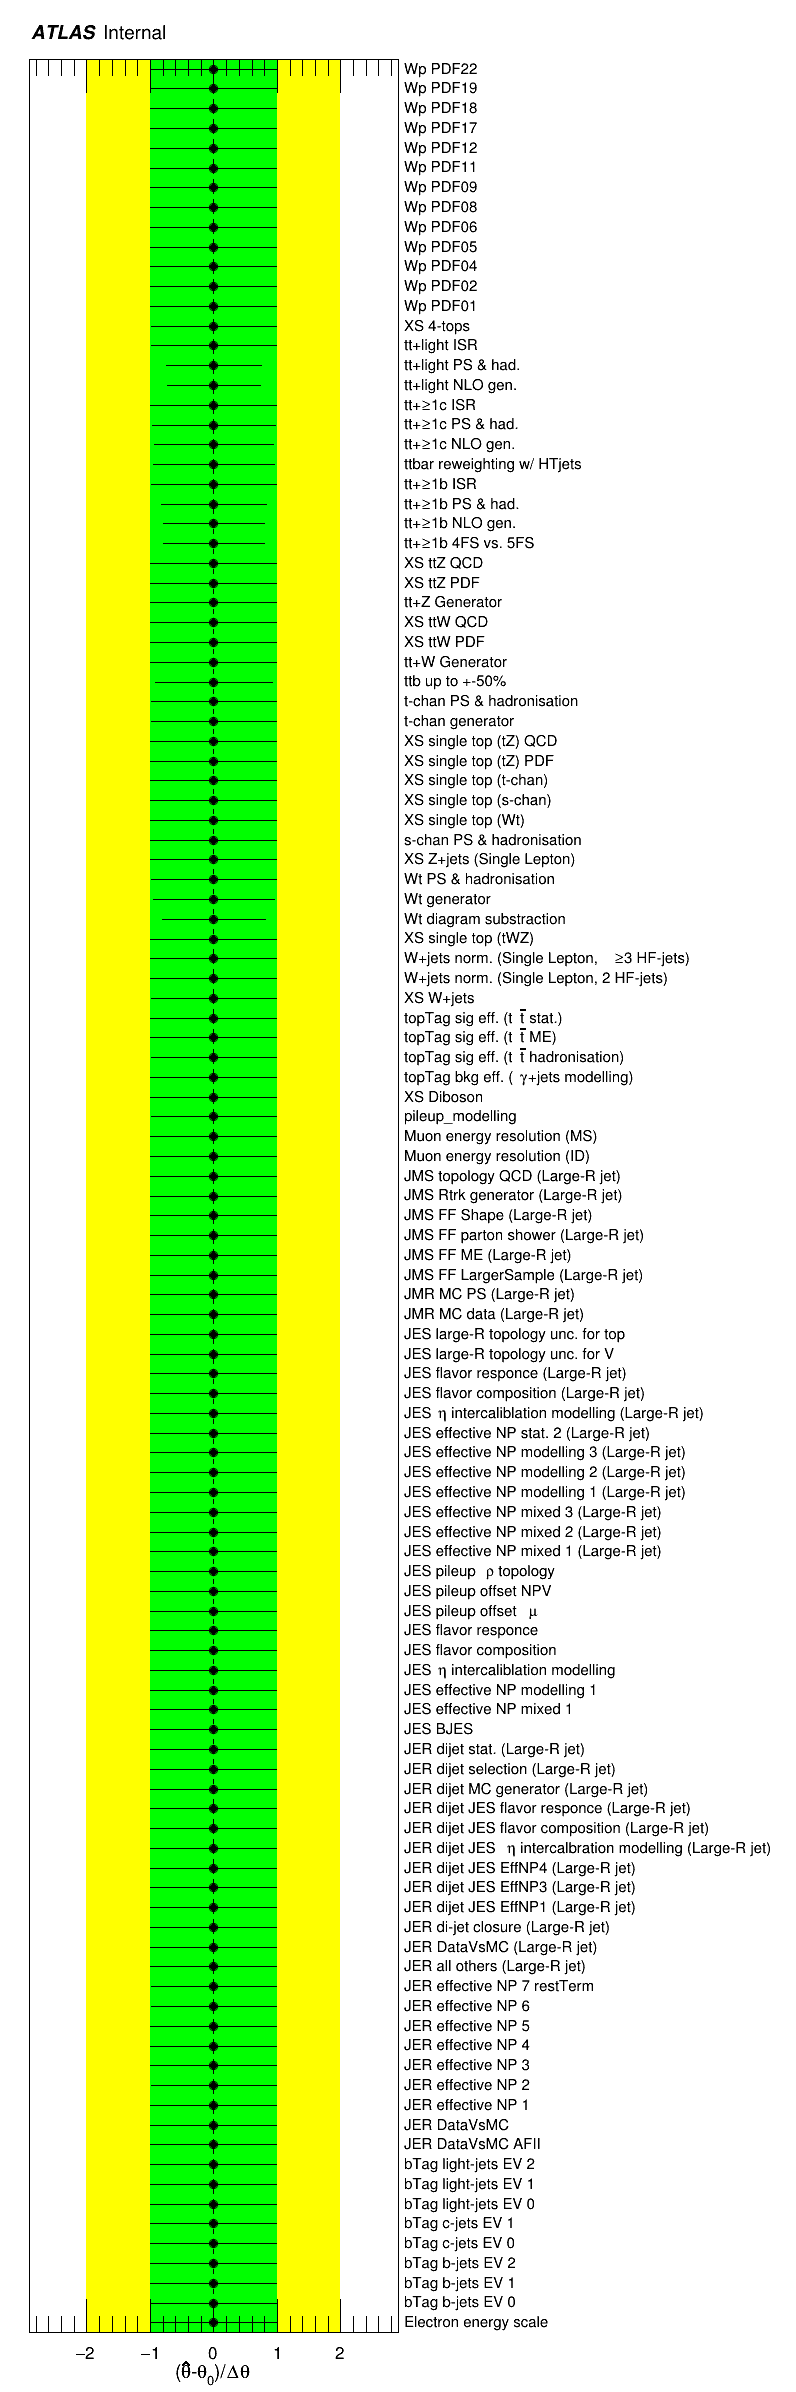 ATLAS Internal
Wp PDF22
Wp PDF19
Wp PDF18
Wp PDF17
Wp PDF12
Wp PDF11
Wp PDF09
Wp PDF08
Wp PDF06
Wp PDF05
Wp PDF04
Wp PDF02
Wp PDF01
XS 4-tops
tt+light ISR
tt+light PS & had.
tt+light NLO gen.
tt+≥1c ISR
tt+≥1c PS & had.
tt+≥1c NLO gen.
ttbar reweighting w/ HTjets
tt+≥1b ISR
tt+≥1b PS & had.
tt+≥1b NLO gen.
tt+≥1b 4FS vs. 5FS
XS ttZ QCD
XS ttZ PDF
tt+Z Generator
XS ttW QCD
XS ttW PDF
tt+W Generator
ttb up to +-50%
t-chan PS & hadronisation
t-chan generator
XS single top (tZ) QCD
XS single top (tZ) PDF
XS single top (t-chan)
XS single top (s-chan)
XS single top (Wt)
s-chan PS & hadronisation
XS Z+jets (Single Lepton)
Wt PS & hadronisation
Wt generator
Wt diagram substraction
XS single top (tWZ)
W+jets norm. (Single Lepton, ≥3 HF-jets)
W+jets norm. (Single Lepton, 2 HF-jets)
XS W+jets
topTag sig eff. (t t̄ stat.)
topTag sig eff. (t t̄ ME)
topTag sig eff. (t t̄ hadronisation)
topTag bkg eff. ( γ+jets modelling)
XS Diboson
pileup_modelling
Muon energy resolution (MS)
Muon energy resolution (ID)
JMS topology QCD (Large-R jet)
JMS Rtrk generator (Large-R jet)
JMS FF Shape (Large-R jet)
JMS FF parton shower (Large-R jet)
JMS FF ME (Large-R jet)
JMS FF LargerSample (Large-R jet)
JMR MC PS (Large-R jet)
JMR MC data (Large-R jet)
JES large-R topology unc. for top
JES large-R topology unc. for V
JES flavor responce (Large-R jet)
JES flavor composition (Large-R jet)
JES η intercaliblation modelling (Large-R jet)
JES effective NP stat. 2 (Large-R jet)
JES effective NP modelling 3 (Large-R jet)
JES effective NP modelling 2 (Large-R jet)
JES effective NP modelling 1 (Large-R jet)
JES effective NP mixed 3 (Large-R jet)
JES effective NP mixed 2 (Large-R jet)
JES effective NP mixed 1 (Large-R jet)
JES pileup ρ topology
JES pileup offset NPV
JES pileup offset μ
JES flavor responce
JES flavor composition
JES η intercaliblation modelling
JES effective NP modelling 1
JES effective NP mixed 1
JES BJES
JER dijet stat. (Large-R jet)
JER dijet selection (Large-R jet)
JER dijet MC generator (Large-R jet)
JER dijet JES flavor responce (Large-R jet)
JER dijet JES flavor composition (Large-R jet)
JER dijet JES η intercalbration modelling (Large-R jet)
JER dijet JES EffNP4 (Large-R jet)
JER dijet JES EffNP3 (Large-R jet)
JER dijet JES EffNP1 (Large-R jet)
JER di-jet closure (Large-R jet)
JER DataVsMC (Large-R jet)
JER all others (Large-R jet)
JER effective NP 7 restTerm
JER effective NP 6
JER effective NP 5
JER effective NP 4
JER effective NP 3
JER effective NP 2
JER effective NP 1
JER DataVsMC
JER DataVsMC AFII
bTag light-jets EV 2
bTag light-jets EV 1
bTag light-jets EV 0
bTag c-jets EV 1
bTag c-jets EV 0
bTag b-jets EV 2
bTag b-jets EV 1
bTag b-jets EV 0
Electron energy scale
−2 −1 0 1 2
(θ̂-θ₀)/Δθ